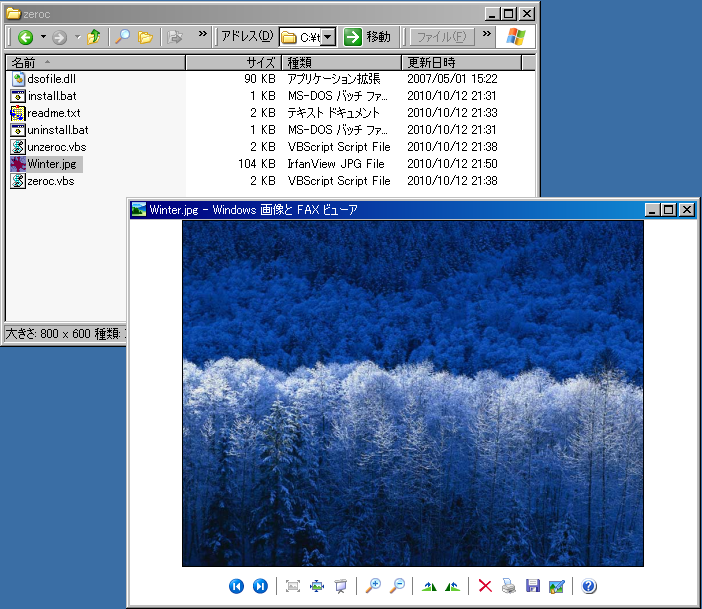 zeroc
アドレス(D) C:¥t 移動 ファイル(F)
名前 サイズ 種類 更新日時
dsofile.dll 90 KB アプリケーション拡張 2007/05/01 15:22
install.bat 1 KB MS-DOS バッチ ファ... 2010/10/12 21:31
readme.txt 2 KB テキスト ドキュメント 2010/10/12 21:33
uninstall.bat 1 KB MS-DOS バッチ ファ... 2010/10/12 21:31
unzeroc.vbs 2 KB VBScript Script File 2010/10/12 21:38
Winter.jpg 104 KB IrfanView JPG File 2010/10/12 21:50
zeroc.vbs 2 KB VBScript Script File 2010/10/12 21:38
Winter.jpg - Windows 画像と FAX ビューア
大きさ: 800 x 600 種類: